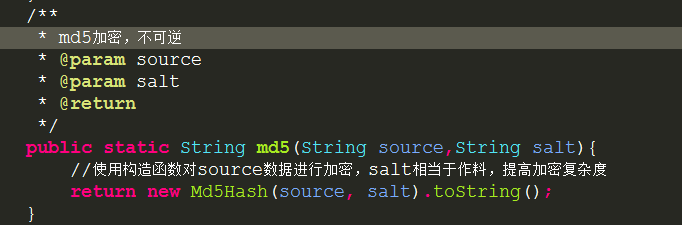 /**
 * md5加密，不可逆
 * @param source
 * @param salt
 * @return
 */
public static String md5(String source,String salt){
    //使用构造函数对source数据进行加密，salt相当于作料，提高加密复杂度
    return new Md5Hash(source, salt).toString();
}